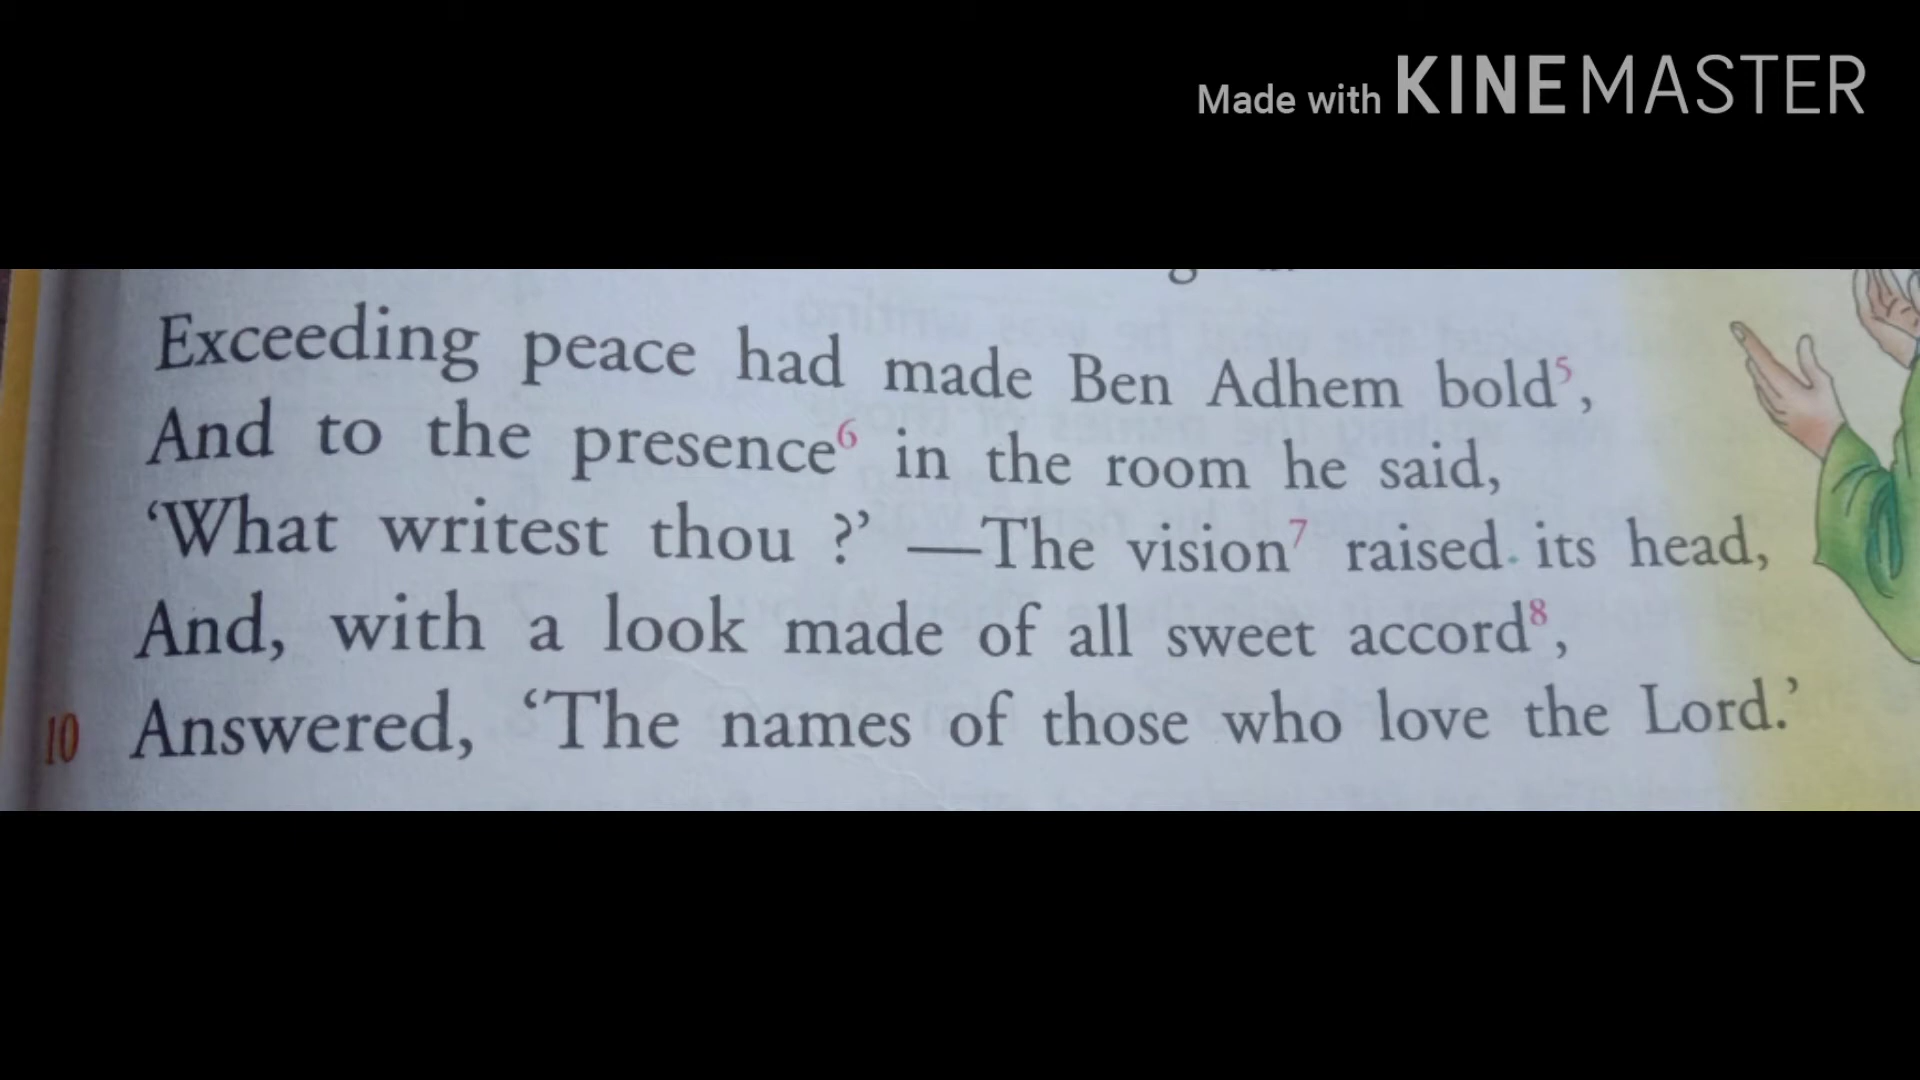 Made with KINEMASTER
Exceeding peace had made Ben Adhem bold⁵,
And to the presence⁶ in the room he said,
‘What writest thou ?’ —The vision⁷ raised its head,
And, with a look made of all sweet accord⁸,
10 Answered, ‘The names of those who love the Lord.’